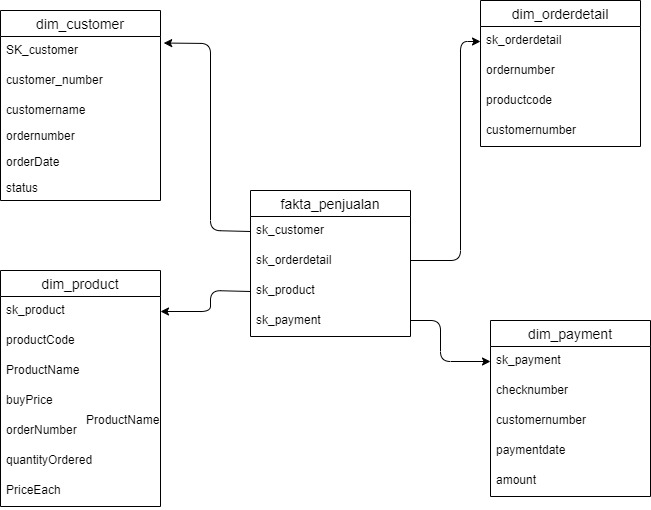 dim_customer
SK_customer
customer_number
customername
ordernumber
orderDate
status
dim_orderdetail
sk_orderdetail
ordernumber
productcode
customernumber
fakta_penjualan
sk_customer
sk_orderdetail
sk_product
sk_payment
dim_product
sk_product
productCode
ProductName
buyPrice
ProductName
orderNumber
quantityOrdered
PriceEach
dim_payment
sk_payment
checknumber
customernumber
paymentdate
amount